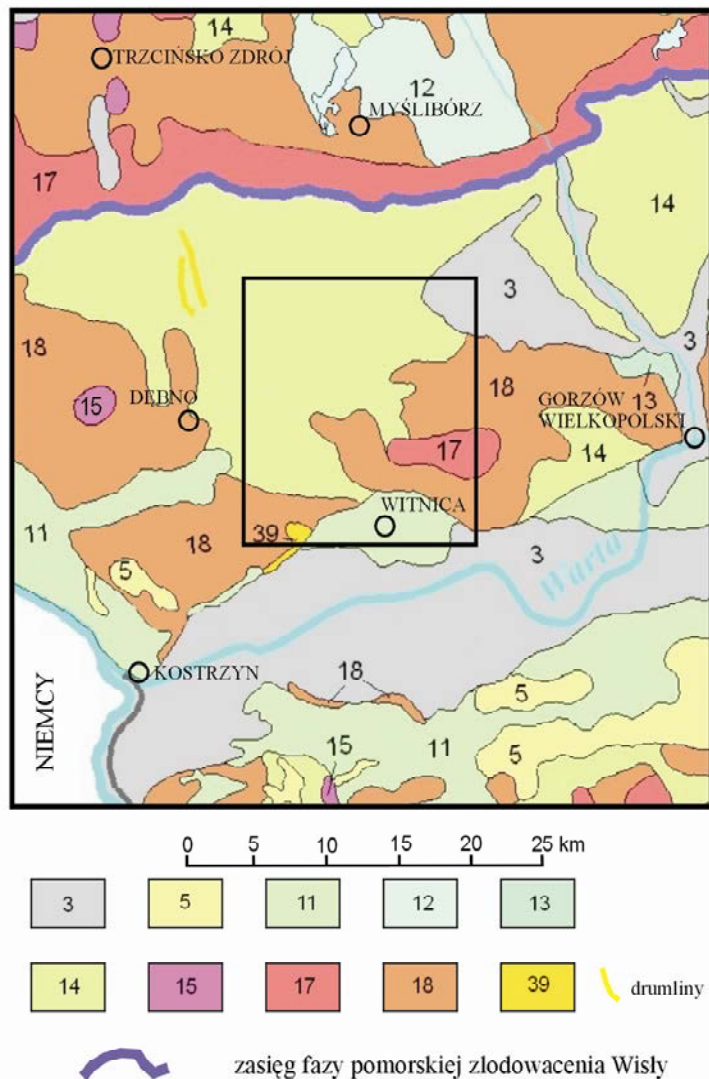 14
TRZCIŃSKO ZDRÓJ
12
MYŚLIBÓRZ
17
14
3
18
3
DĘBNO
15
18
GORZÓW
WIELKOPOLSKI
13
17
14
WITNICA
11
39
18
3
Warta
5
KOSTRZYN
18
5
NIEMCY
15
11
5
0 5 10 15 20 25 km
3 5 11 12 13
14 15 17 18 39 drumliny
zasięg fazy pomorskiej zlodowacenia Wisły